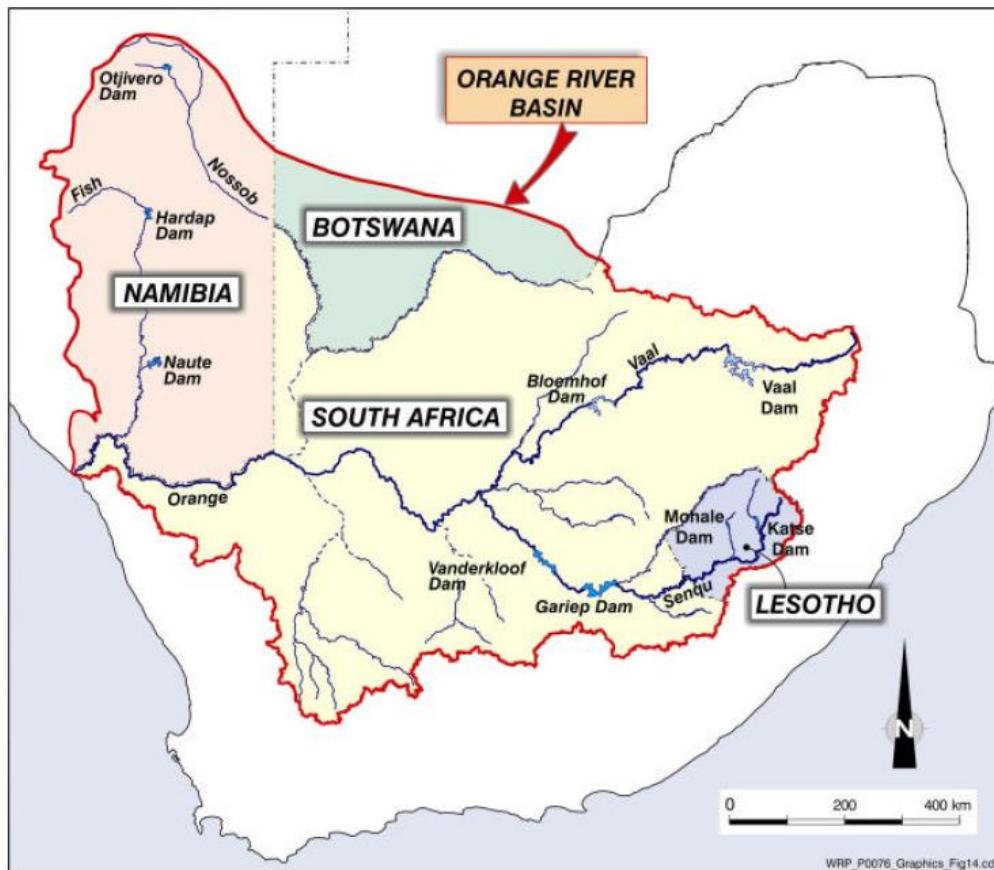 Otjivero
Dam
ORANGE RIVER
BASIN
Nossob
Fish
Hardap
Dam
BOTSWANA
NAMIBIA
Naute
Dam
Vaal
Bloemhof
Dam
Vaal
Dam
SOUTH AFRICA
Orange
Mohale
Dam
Katse
Dam
Vanderkloof
Dam
Gariep Dam
Senqu
LESOTHO
N
0 200 400 km
WRP_P0076_Graphics_Fig14.cd